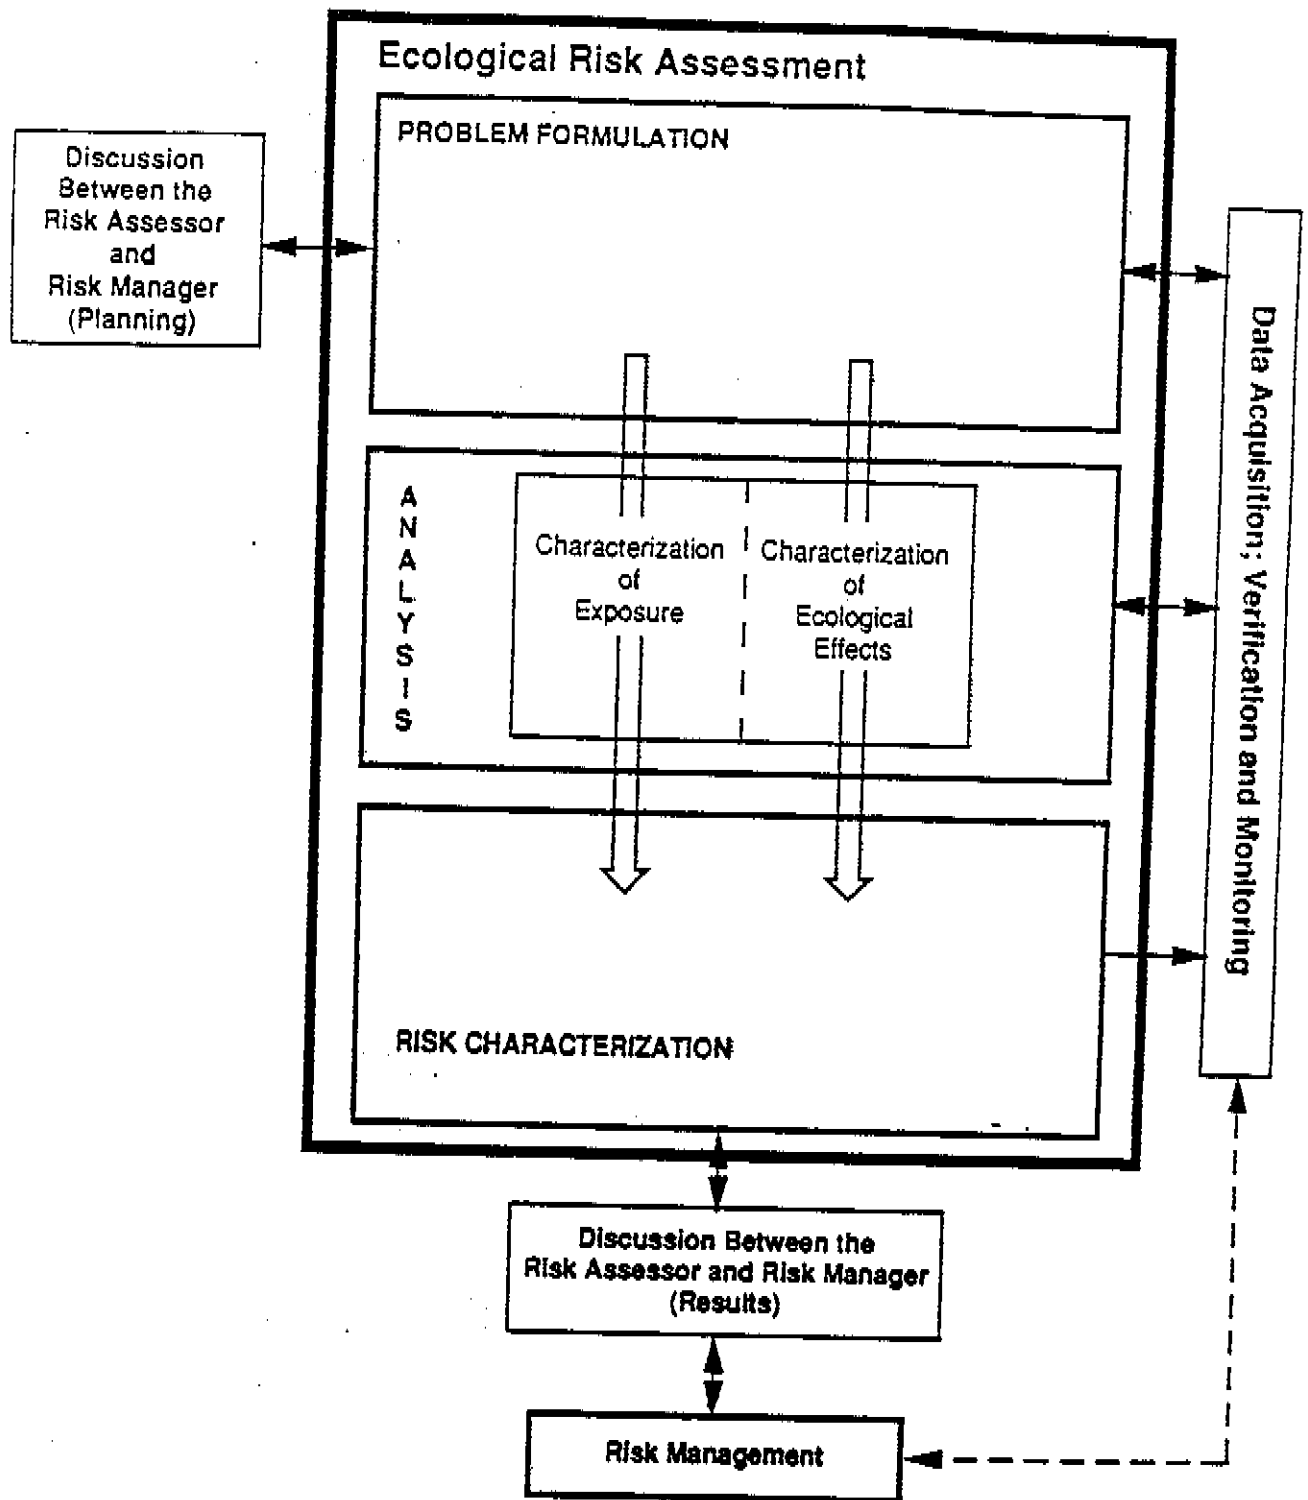 Ecological Risk Assessment
PROBLEM FORMULATION
Discussion
Between the
Risk Assessor
and
Risk Manager
(Planning)
Data Acquisition; Verification and Monitoring
ANALYSIS
Characterization
of
Exposure
Characterization
of
Ecological
Effects
RISK CHARACTERIZATION
Discussion Between the
Risk Assessor and Risk Manager
(Results)
Risk Management